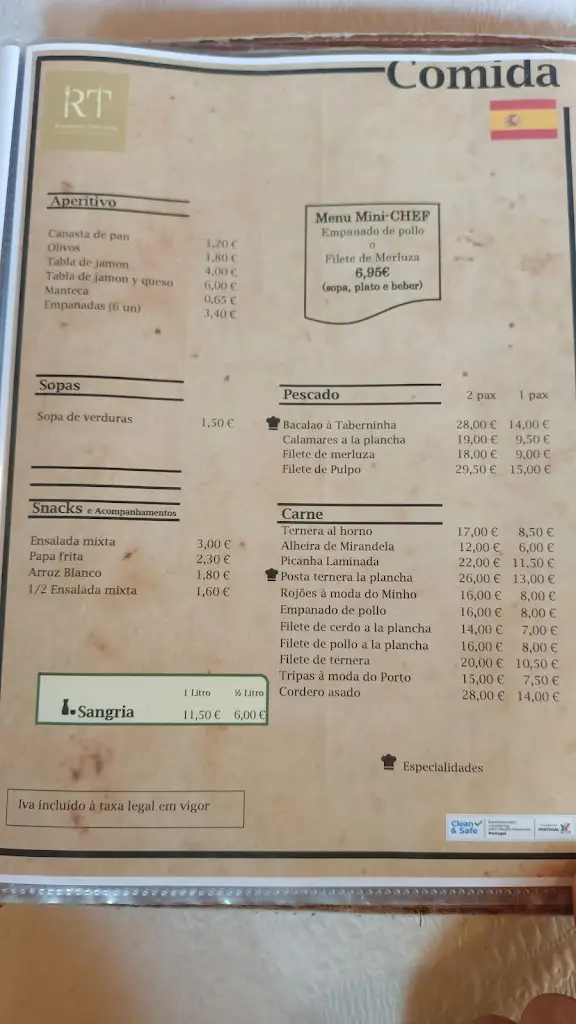 Comida
RT
Aperitivo
Canasta de pan 1,20 €
Olivos 1,80 €
Tabla de jamon 4,00 €
Tabla de jamon y queso 6,00 €
Manteca 0,65 €
Empanadas (6 un) 3,40 €
Menu Mini-CHEF
Empanado de pollo
o
Filete de Merluza
6,95€
(sopa, plato e beber)
Sopas
Sopa de verduras 1,50 €
Snacks e Acompanhamentos
Ensalada mixta 3,00 €
Papa frita 2,30 €
Arroz Blanco 1,80 €
1/2 Ensalada mixta 1,60 €
Pescado 2 pax 1 pax
Bacalao à Taberninha 28,00 € 14,00 €
Calamares a la plancha 19,00 € 9,50 €
Filete de merluza 18,00 € 9,00 €
Filete de Pulpo 29,50 € 15,00 €
Carne
Ternera al horno 17,00 € 8,50 €
Alheira de Mirandela 12,00 € 6,00 €
Picanha Laminada 22,00 € 11,50 €
Posta ternera la plancha 26,00 € 13,00 €
Rojões à moda do Minho 16,00 € 8,00 €
Empanado de pollo 16,00 € 8,00 €
Filete de cerdo a la plancha 14,00 € 7,00 €
Filete de pollo a la plancha 16,00 € 8,00 €
Filete de ternera 20,00 € 10,50 €
Tripas à moda do Porto 15,00 € 7,50 €
Cordero asado 28,00 € 14,00 €
1 Litro ½ Litro
Sangria 11,50 € 6,00 €
Especialidades
Iva incluído à taxa legal em vigor
Clean & Safe
Portugal
PORTUGAL